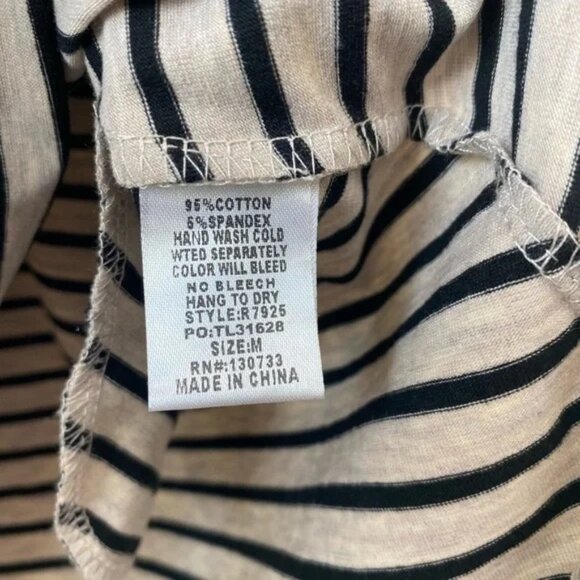 95%COTTON
5%SPANDEX
HAND WASH COLD
WTED SEPARATELY
COLOR WILL BLEED
NO BLEECH
HANG TO DRY
STYLE:R7925
PO:TL31628
SIZE:M
RN#:130733
MADE IN CHINA